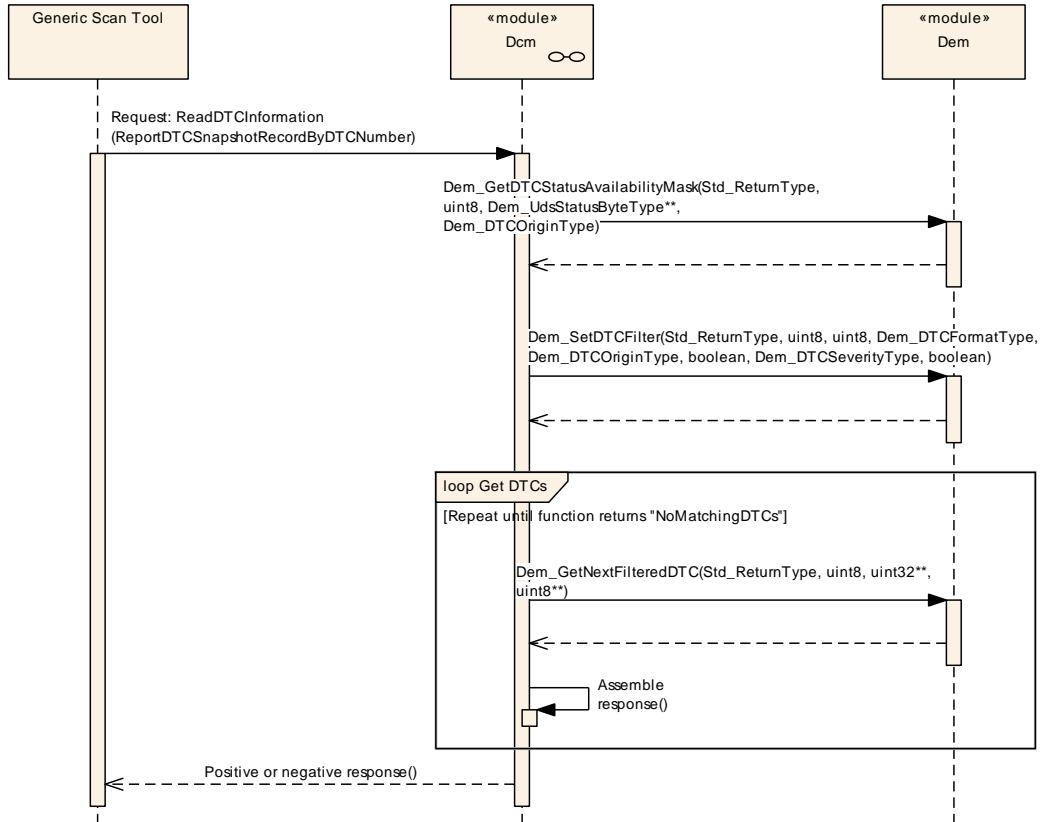 Generic Scan Tool
«module»
Dcm
«module»
Dem
Request: ReadDTCInformation
(ReportDTCSnapshotRecordByDTCNumber)
Dem_GetDTCStatusAvailabilityMask(Std_ReturnType,
uint8, Dem_UdsStatusByteType**,
Dem_DTCOriginType)
Dem_SetDTCFilter(Std_ReturnType, uint8, uint8, Dem_DTCFormatType,
Dem_DTCOriginType, boolean, Dem_DTCSeverityType, boolean)
loop Get DTCs
[Repeat until function returns "NoMatchingDTCs"]
Dem_GetNextFilteredDTC(Std_ReturnType, uint8, uint32**,
uint8**)
Assemble
response()
Positive or negative response()